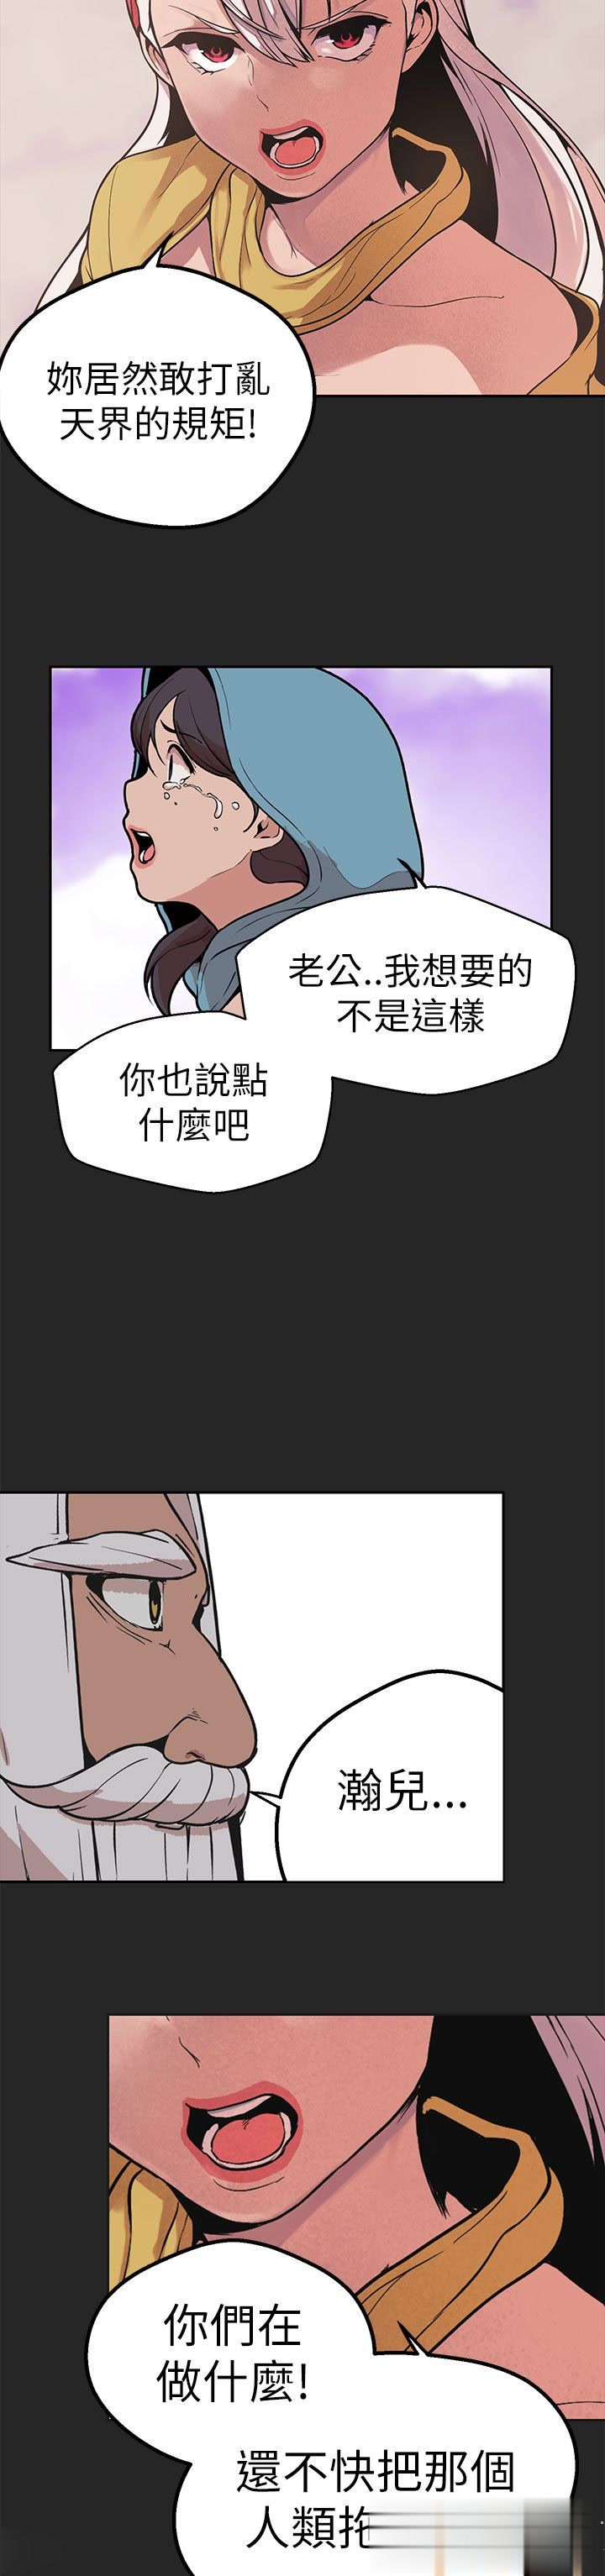 妳居然敢打亂
天界的規矩!
老公..我想要的
不是這樣
你也說點
什麼吧
瀚兒...
你們在
做什麼!
還不快把那個
人類